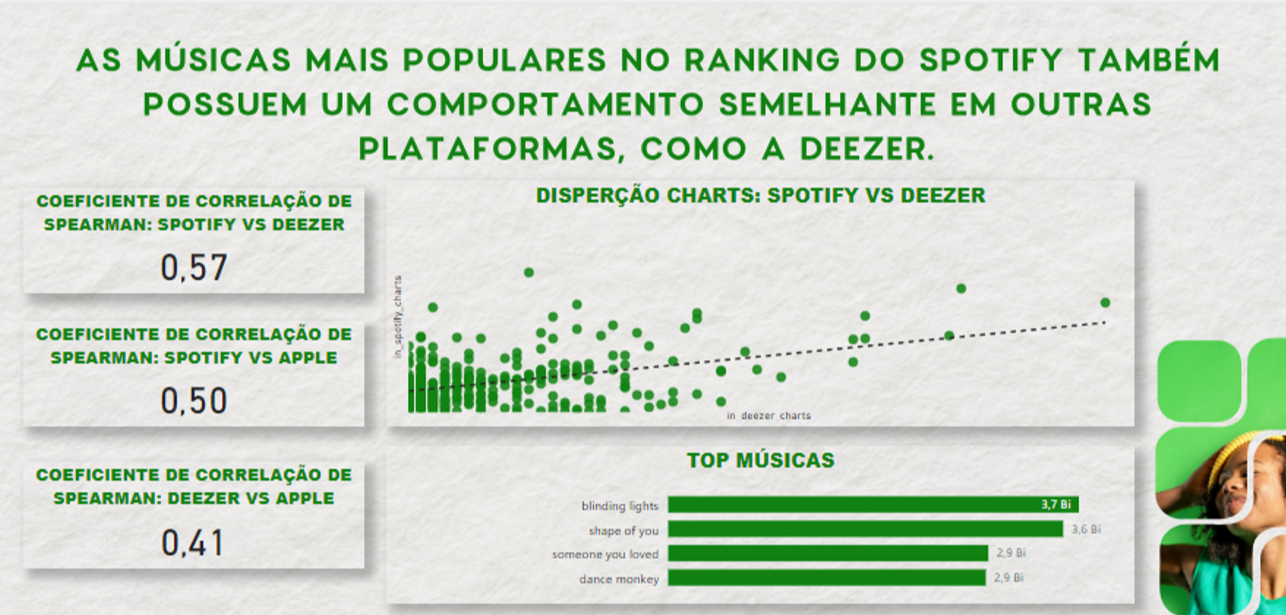 AS MÚSICAS MAIS POPULARES NO RANKING DO SPOTIFY TAMBÉM
POSSUEM UM COMPORTAMENTO SEMELHANTE EM OUTRAS
PLATAFORMAS, COMO A DEEZER.
COEFICIENTE DE CORRELAÇÃO DE
SPEARMAN: SPOTIFY VS DEEZER
0,57
COEFICIENTE DE CORRELAÇÃO DE
SPEARMAN: SPOTIFY VS APPLE
0,50
COEFICIENTE DE CORRELAÇÃO DE
SPEARMAN: DEEZER VS APPLE
0,41
DISPERÇÃO CHARTS: SPOTIFY VS DEEZER
in_spotify_charts
in_deezer_charts
TOP MÚSICAS
blinding lights 3,7 Bi
shape of you 3,6 Bi
someone you loved 2,9 Bi
dance monkey 2,9 Bi